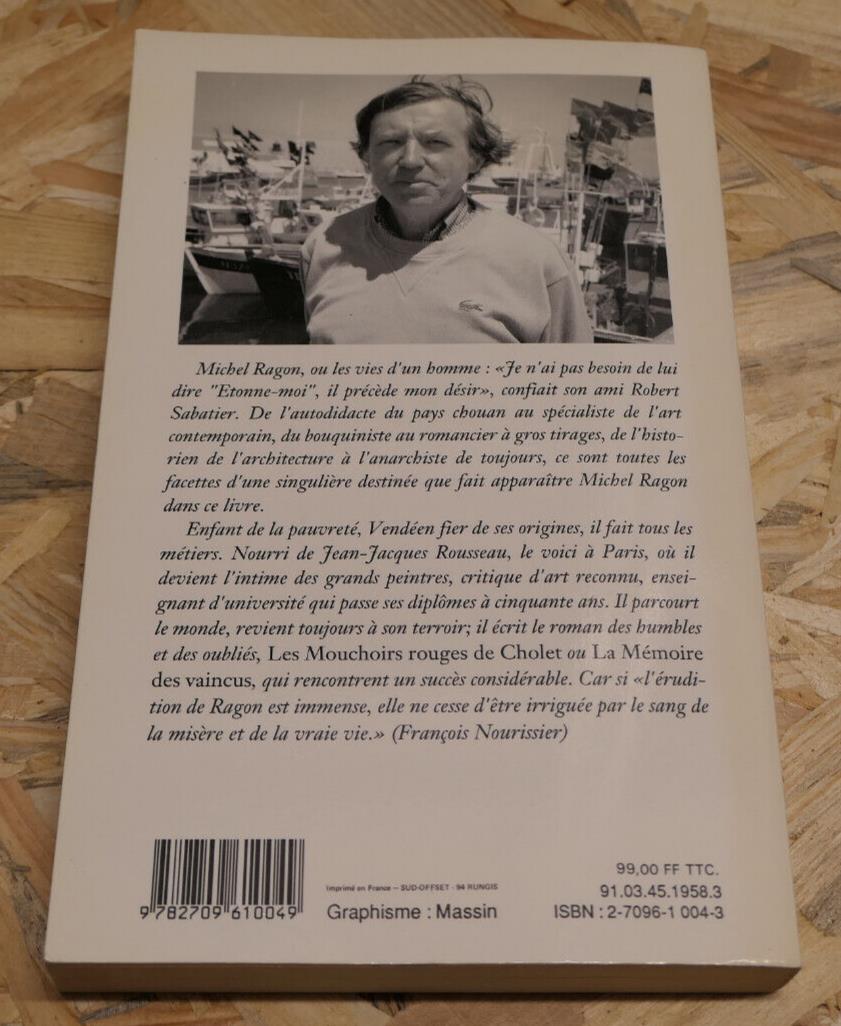 Michel Ragon, ou les vies d'un homme : «Je n'ai pas besoin de lui
dire "Etonne-moi", il précède mon désir», confiait son ami Robert
Sabatier. De l'autodidacte du pays chouan au spécialiste de l'art
contemporain, du bouquiniste au romancier à gros tirages, de l'histo-
rien de l'architecture à l'anarchiste de toujours, ce sont toutes les
facettes d'une singulière destinée que fait apparaître Michel Ragon
dans ce livre.
Enfant de la pauvreté, Vendéen fier de ses origines, il fait tous les
métiers. Nourri de Jean-Jacques Rousseau, le voici à Paris, où il
devient l'intime des grands peintres, critique d'art reconnu, ensei-
gnant d'université qui passe ses diplômes à cinquante ans. Il parcourt
le monde, revient toujours à son terroir; il écrit le roman des humbles
et des oubliés, Les Mouchoirs rouges de Cholet ou La Mémoire
des vaincus, qui rencontrent un succès considérable. Car si «l'érudi-
tion de Ragon est immense, elle ne cesse d'être irriguée par le sang de
la misère et de la vraie vie.» (François Nourissier)
9 782709 610049
Imprimé en France – SUD-OFFSET - 94 RUNGIS
Graphisme : Massin
99,00 FF TTC.
91.03.45.1958.3
ISBN : 2-7096-1 004-3